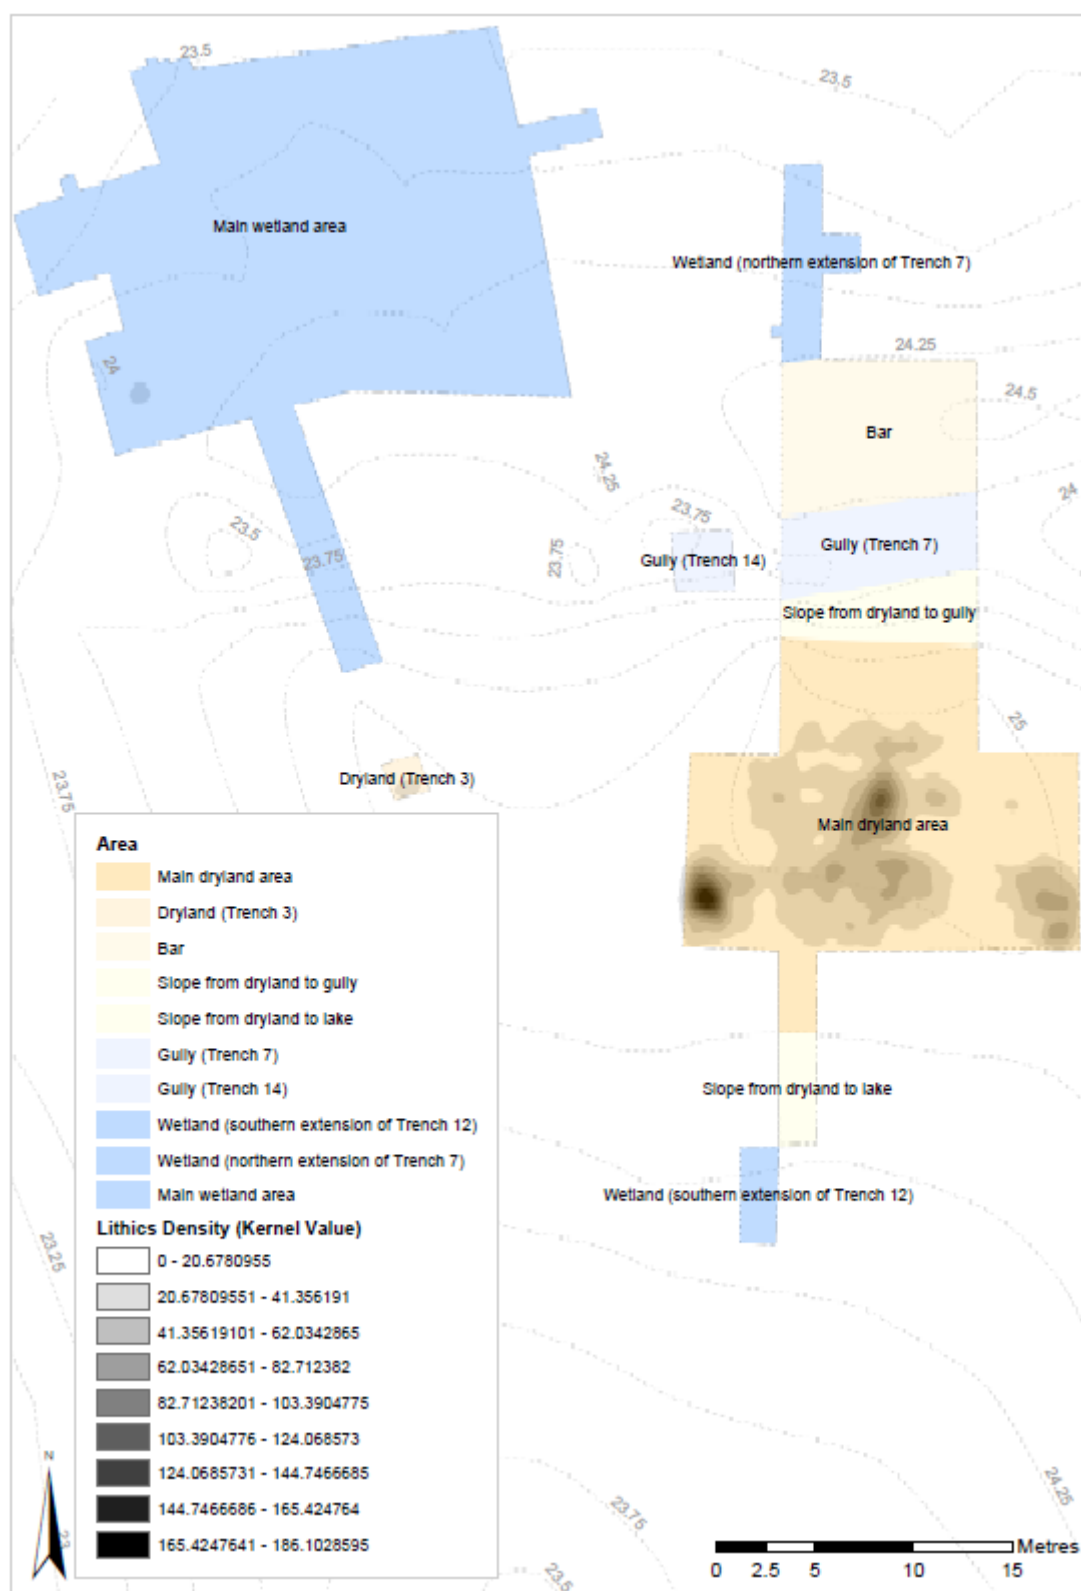 23.5
23.5
Main wetland area
Wetland (northern extension of Trench 7)
24.25
24
24.5
Bar
24.25
24
23.75
23.5
23.75
23.75
Gully (Trench 14)
Gully (Trench 7)
Slope from dryland to gully
25
23.75
Dryland (Trench 3)
Main dryland area
Area
Main dryland area
Dryland (Trench 3)
Bar
Slope from dryland to gully
Slope from dryland to lake
Gully (Trench 7)
Gully (Trench 14)
Wetland (southern extension of Trench 12)
Wetland (northern extension of Trench 7)
Main wetland area
Lithics Density (Kernel Value)
0 - 20.6780955
20.67809551 - 41.356191
41.35619101 - 62.0342865
62.03428651 - 82.712382
82.71238201 - 103.3904775
103.3904776 - 124.068573
124.0685731 - 144.7466685
144.7466686 - 165.424764
165.4247641 - 186.1028595
Slope from dryland to lake
Wetland (southern extension of Trench 12)
23.25
24.25
23.75
23.5
N
23
Metres
0 2.5 5 10 15